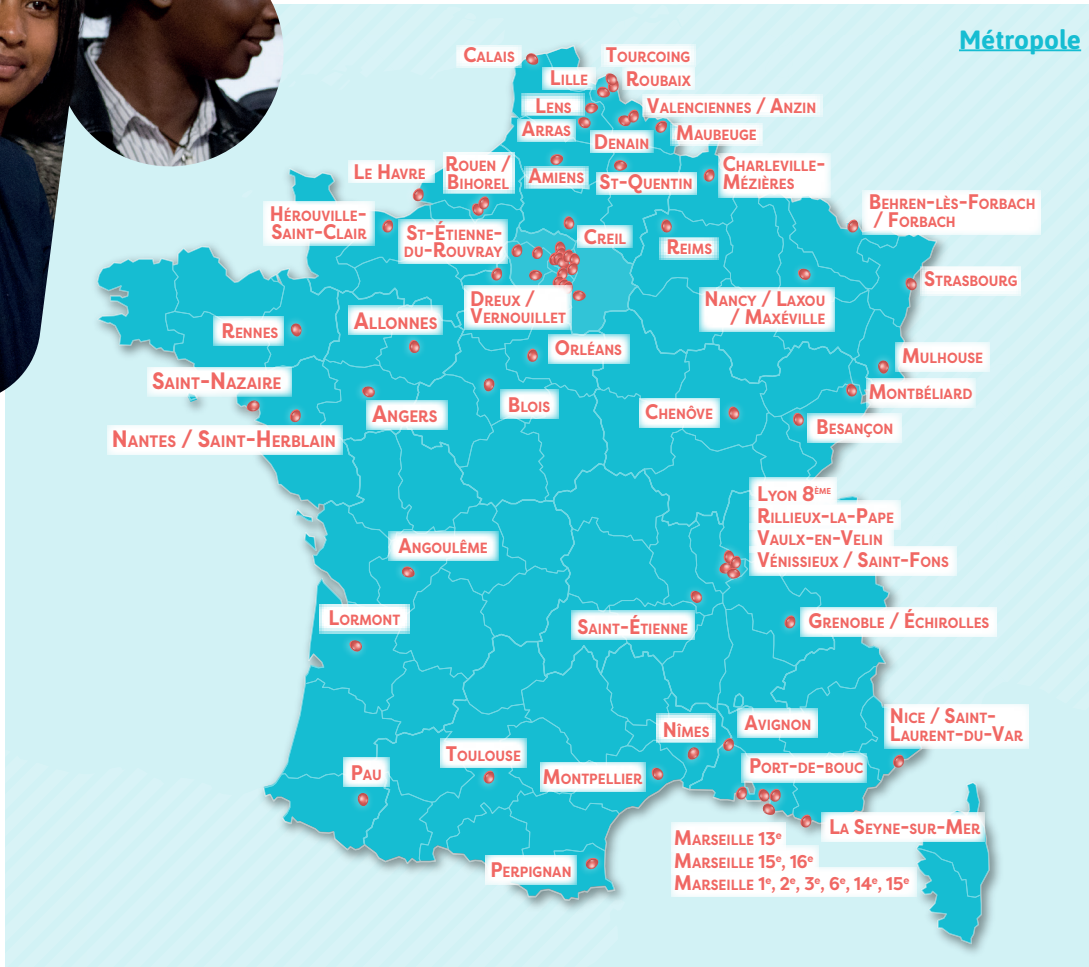 Métropole
Calais
Tourcoing
Lille
Roubaix
Lens
Valenciennes / Anzin
Arras
Denain
Maubeuge
Le Havre
Rouen /
Bihorel
Amiens
St-Quentin
Charleville-
Mézières
Hérouville-
Saint-Clair
St-Étienne-
du-Rouvray
Creil
Reims
Behren-lès-Forbach
/ Forbach
Strasbourg
Dreux /
Vernouillet
Nancy / Laxou
/ Maxéville
Rennes
Allonnes
Orléans
Mulhouse
Saint-Nazaire
Montbéliard
Angers
Blois
Chenôve
Besançon
Nantes / Saint-Herblain
Lyon 8ème
Rillieux-la-Pape
Vaulx-en-Velin
Vénissieux / Saint-Fons
Angoulême
Lormont
Saint-Étienne
Grenoble / Échirolles
Nîmes
Avignon
Nice / Saint-
Laurent-du-Var
Toulouse
Pau
Montpellier
Port-de-bouc
La Seyne-sur-Mer
Marseille 13e
Marseille 15e, 16e
Marseille 1e, 2e, 3e, 6e, 14e, 15e
Perpignan